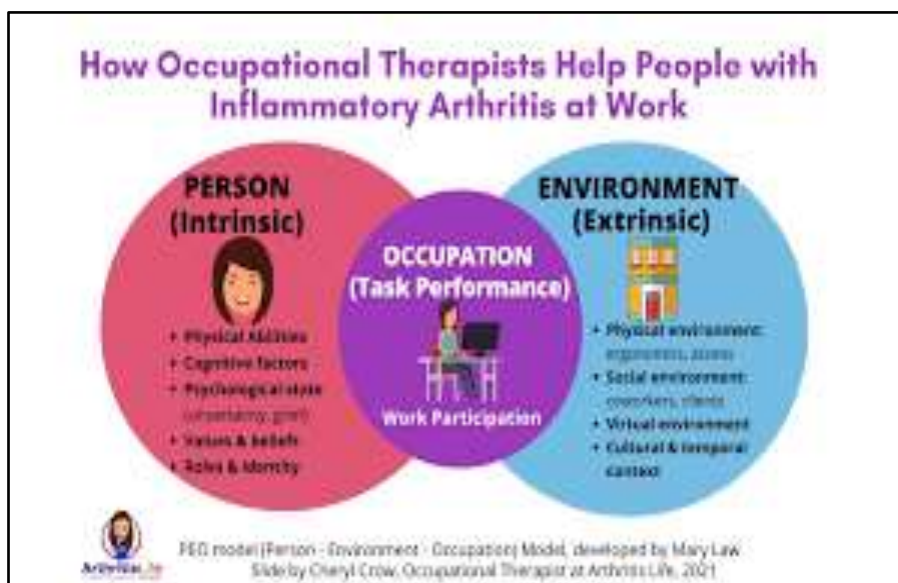 How Occupational Therapists Help People with
Inflammatory Arthritis at Work
PERSON
(Intrinsic)
• Physical Abilities
• Cognitive factors
• Psychological state
(uncertainty, grief)
• Values & beliefs
• Roles & identity
OCCUPATION
(Task Performance)
Work Participation
ENVIRONMENT
(Extrinsic)
• Physical environment:
ergonomics, access
• Social environment:
coworkers, clients
• Virtual environment
• Cultural & temporal
context
Arthritis
PEO model (Person - Environment - Occupation) Model, developed by Mary Law
Slide by Cheryl Crow, Occupational Therapist at Arthritis Life, 2021